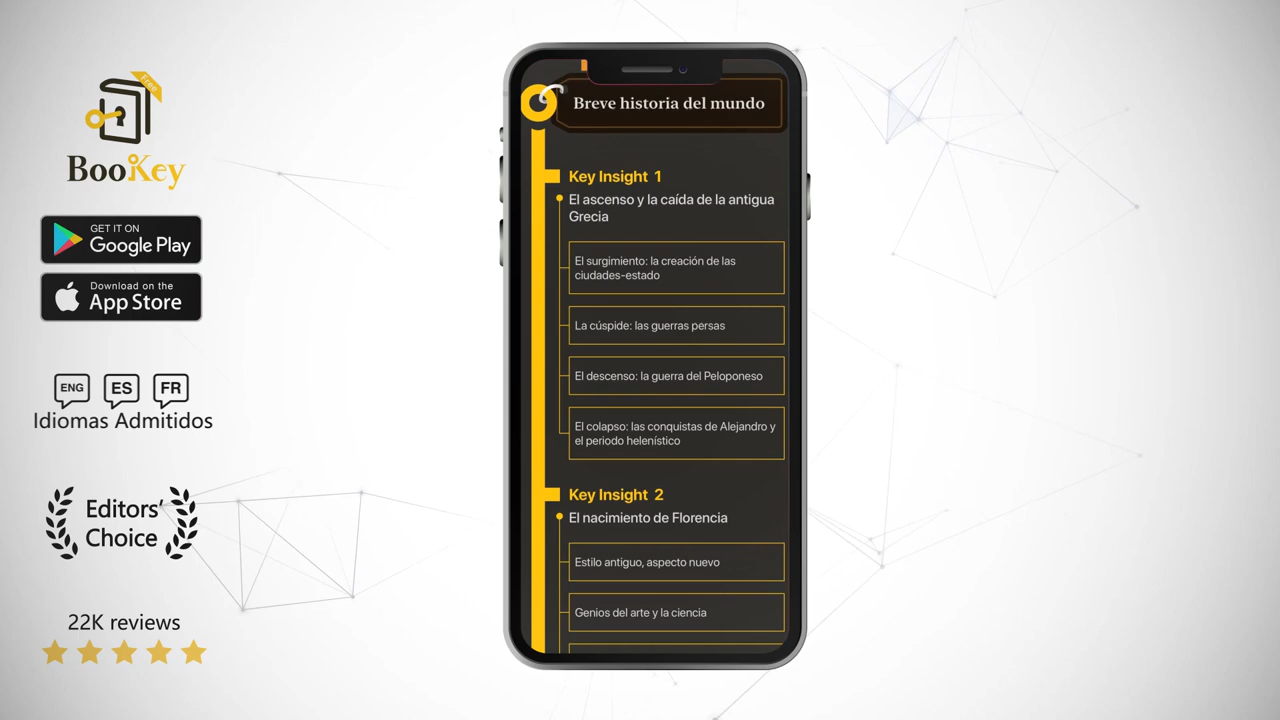 Free
BooKey
GET IT ON
Google Play
Download on the
App Store
ENG
ES
FR
Idiomas Admitidos
Editors'
Choice
22K reviews
Breve historia del mundo
Key Insight 1
El ascenso y la caída de la antigua
Grecia
El surgimiento: la creación de las
ciudades-estado
La cúspide: las guerras persas
El descenso: la guerra del Peloponeso
El colapso: las conquistas de Alejandro y
el periodo helenístico
Key Insight 2
El nacimiento de Florencia
Estilo antiguo, aspecto nuevo
Genios del arte y la ciencia